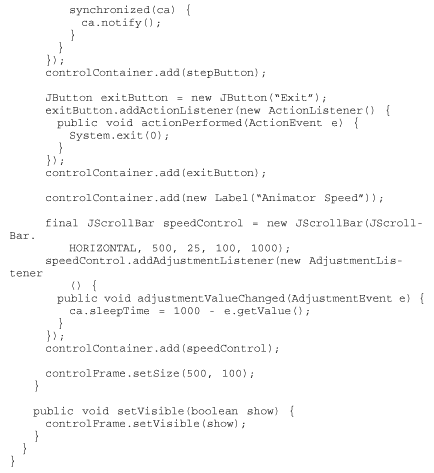 synchronized(ca) {
ca.notify();
}
}
});
controlContainer.add(stepButton);
JButton exitButton = new JButton(“Exit”);
exitButton.addActionListener(new ActionListener() {
public void actionPerformed(ActionEvent e) {
System.exit(0);
}
});
controlContainer.add(exitButton);
controlContainer.add(new Label(“Animator Speed”));
final JScrollBar speedControl = new JScrollBar(JScroll-
Bar.
HORIZONTAL, 500, 25, 100, 1000);
speedControl.addAdjustmentListener(new AdjustmentLis-
tener
() {
public void adjustmentValueChanged(AdjustmentEvent e) {
ca.sleepTime = 1000 - e.getValue();
}
});
controlContainer.add(speedControl);
controlFrame.setSize(500, 100);
}
public void setVisible(boolean show) {
controlFrame.setVisible(show);
}
}
}